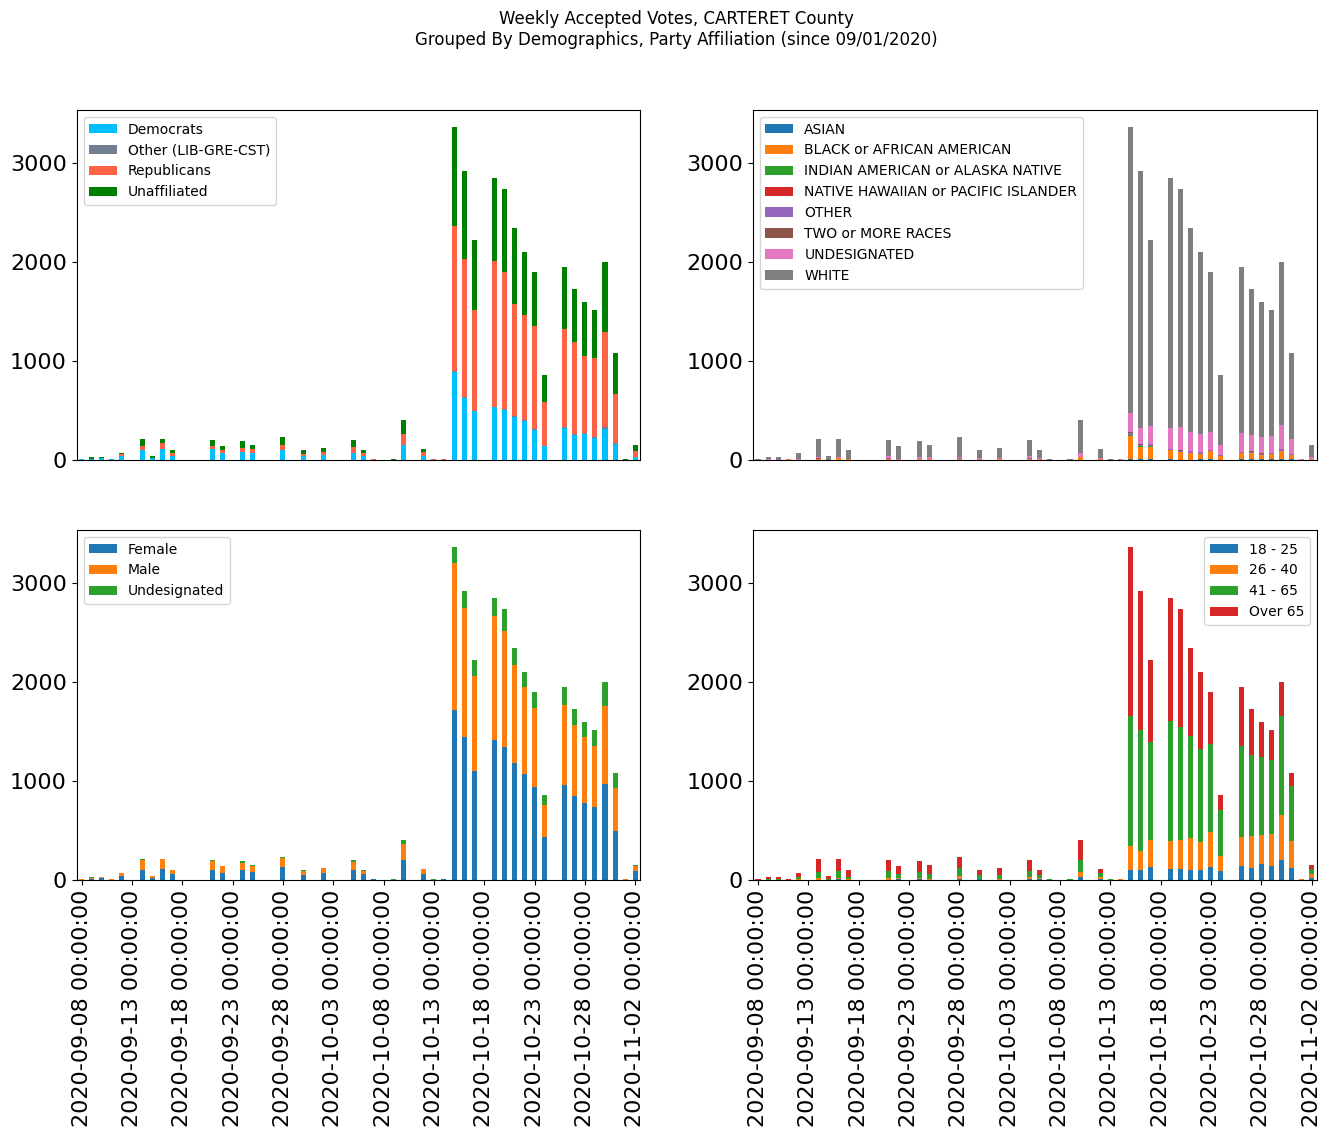 Weekly Accepted Votes, CARTERET County
Grouped By Demographics, Party Affiliation (since 09/01/2020)
3000
2000
1000
0
Democrats
Other (LIB-GRE-CST)
Republicans
Unaffiliated
3000
2000
1000
0
ASIAN
BLACK or AFRICAN AMERICAN
INDIAN AMERICAN or ALASKA NATIVE
NATIVE HAWAIIAN or PACIFIC ISLANDER
OTHER
TWO or MORE RACES
UNDESIGNATED
WHITE
3000
2000
1000
0
Female
Male
Undesignated
2020-09-08 00:00:00
2020-09-13 00:00:00
2020-09-18 00:00:00
2020-09-23 00:00:00
2020-09-28 00:00:00
2020-10-03 00:00:00
2020-10-08 00:00:00
2020-10-13 00:00:00
2020-10-18 00:00:00
2020-10-23 00:00:00
2020-10-28 00:00:00
2020-11-02 00:00:00
3000
2000
1000
0
18 - 25
26 - 40
41 - 65
Over 65
2020-09-08 00:00:00
2020-09-13 00:00:00
2020-09-18 00:00:00
2020-09-23 00:00:00
2020-09-28 00:00:00
2020-10-03 00:00:00
2020-10-08 00:00:00
2020-10-13 00:00:00
2020-10-18 00:00:00
2020-10-23 00:00:00
2020-10-28 00:00:00
2020-11-02 00:00:00